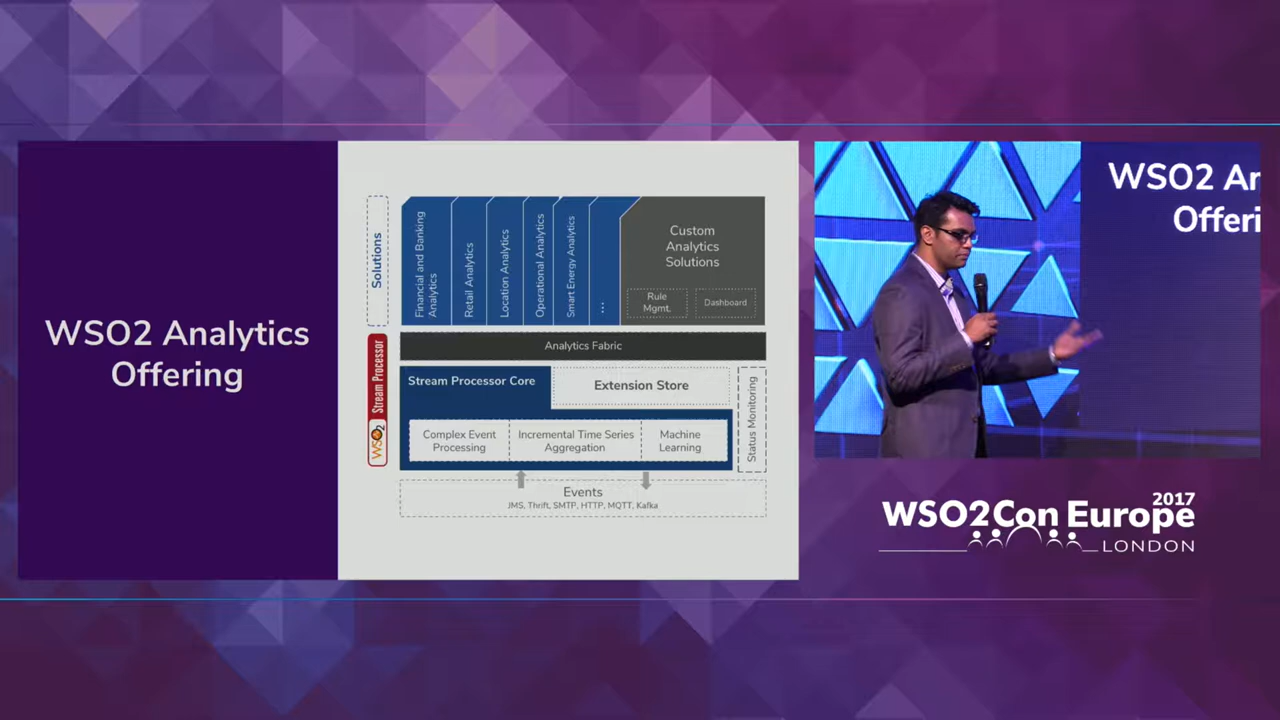 WSO2 Analytics
Offering
Solutions
Financial and Banking
Analytics
Retail Analytics
Location Analytics
Operational Analytics
Smart Energy Analytics
...
Custom
Analytics
Solutions
Rule
Mgmt.
Dashboard
WSO2 Stream Processor
Analytics Fabric
Stream Processor Core
Extension Store
Complex Event
Processing
Incremental Time Series
Aggregation
Machine
Learning
Status Monitoring
Events
JMS, Thrift, SMTP, HTTP, MQTT, Kafka
WSO2 An
Offeri
2017
WSO2Con Europe
LONDON